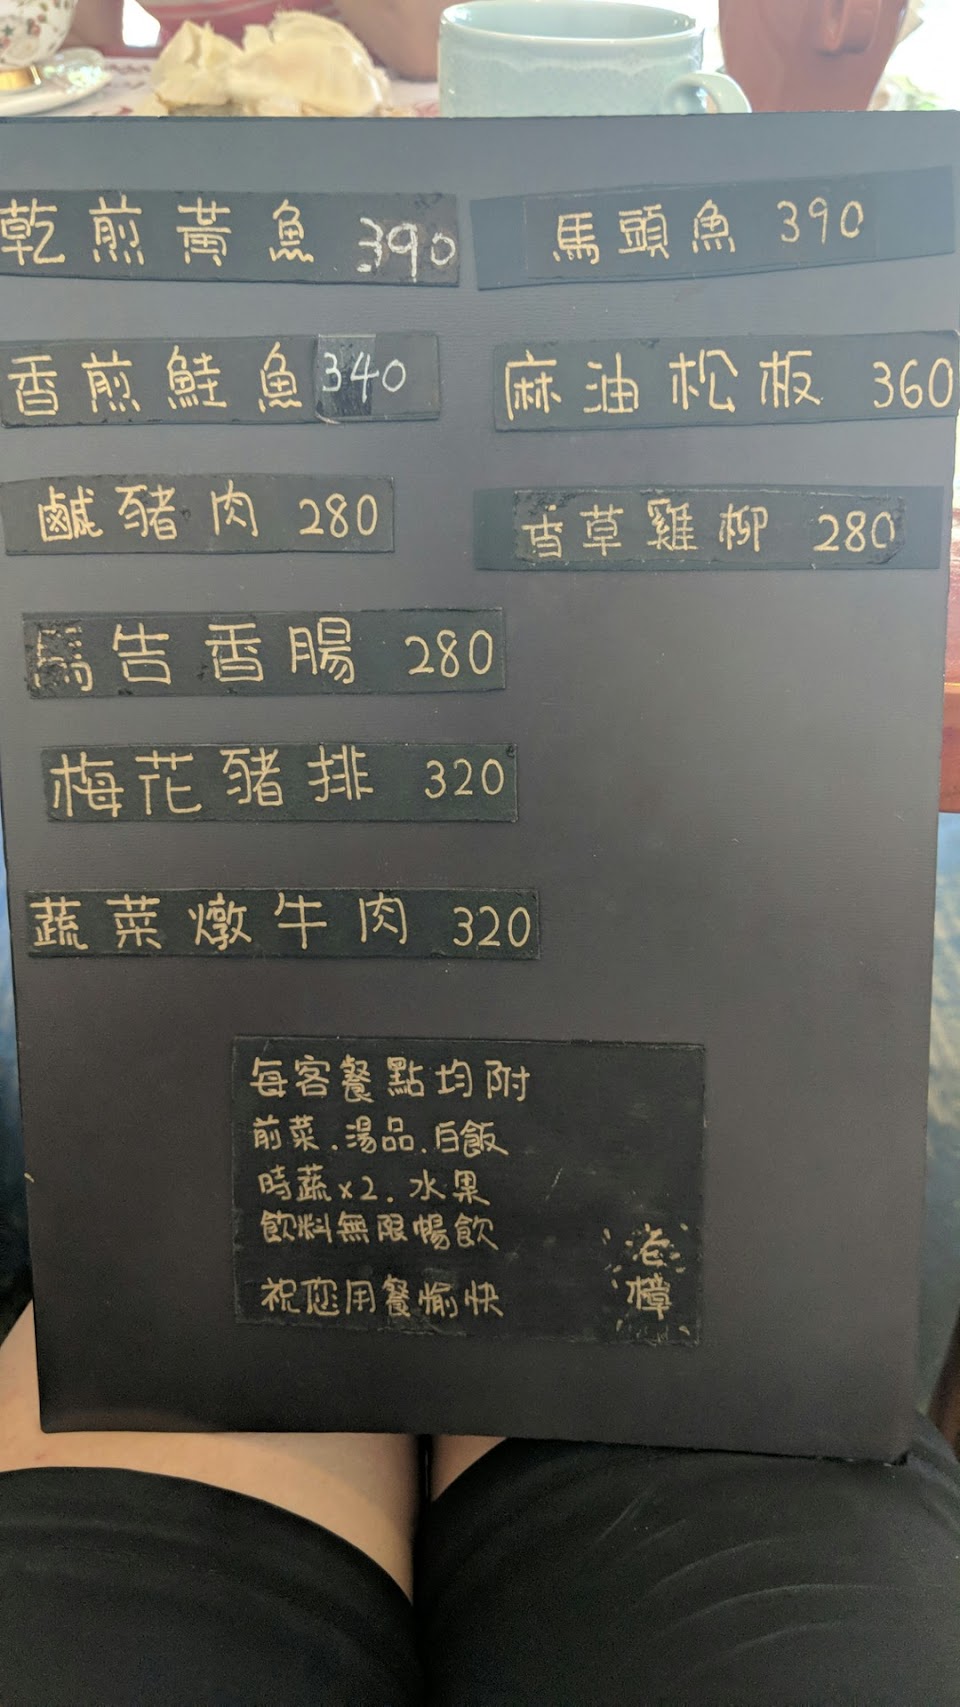 乾煎黃魚 390
馬頭魚 390
香煎鮭魚 340
麻油松板 360
鹹豬肉 280
香草雞柳 280
馬告香腸 280
梅花豬排 320
蔬菜燉牛肉 320
每客餐點均附
前菜.湯品.白飯
時蔬x2.水果
飲料無限暢飲
祝您用餐愉快
老樟